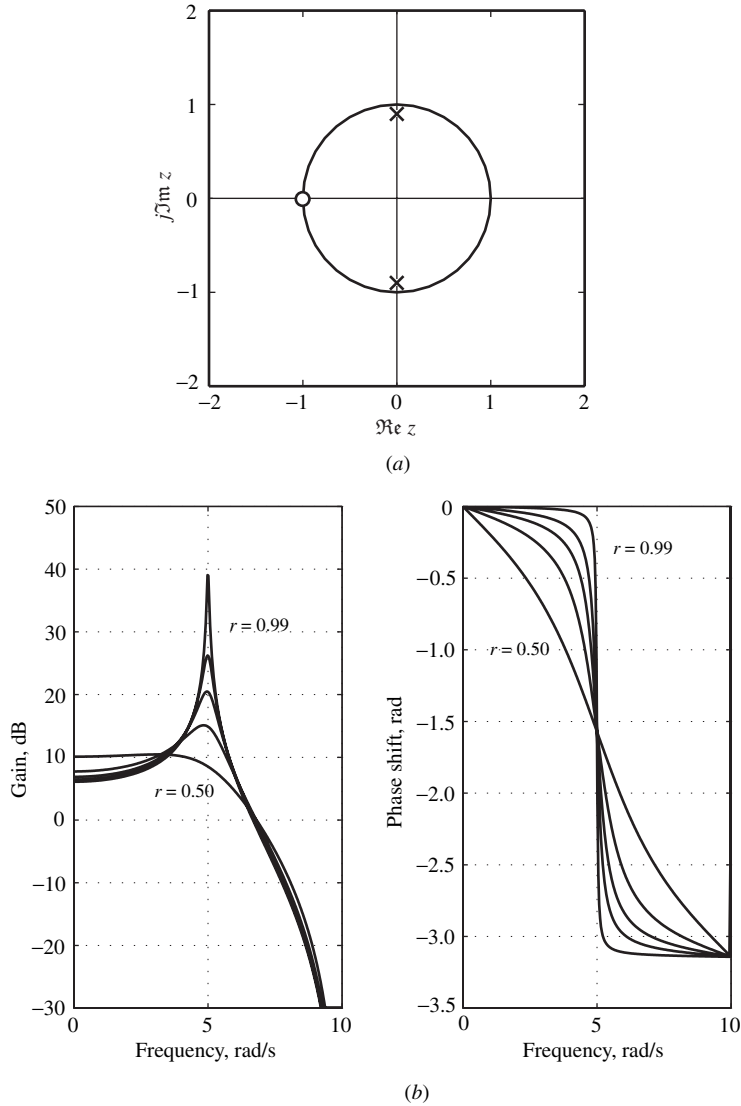 2
1
0
−1
−2
jℑm z
−2
−1
0
1
2
ℜe z
(a)
50
40
30
20
10
0
−10
−20
−30
Gain, dB
r = 0.99
r = 0.50
0
5
10
Frequency, rad/s
0
−0.5
−1.0
−1.5
−2.0
−2.5
−3.0
−3.5
Phase shift, rad
r = 0.99
r = 0.50
0
5
10
Frequency, rad/s
(b)